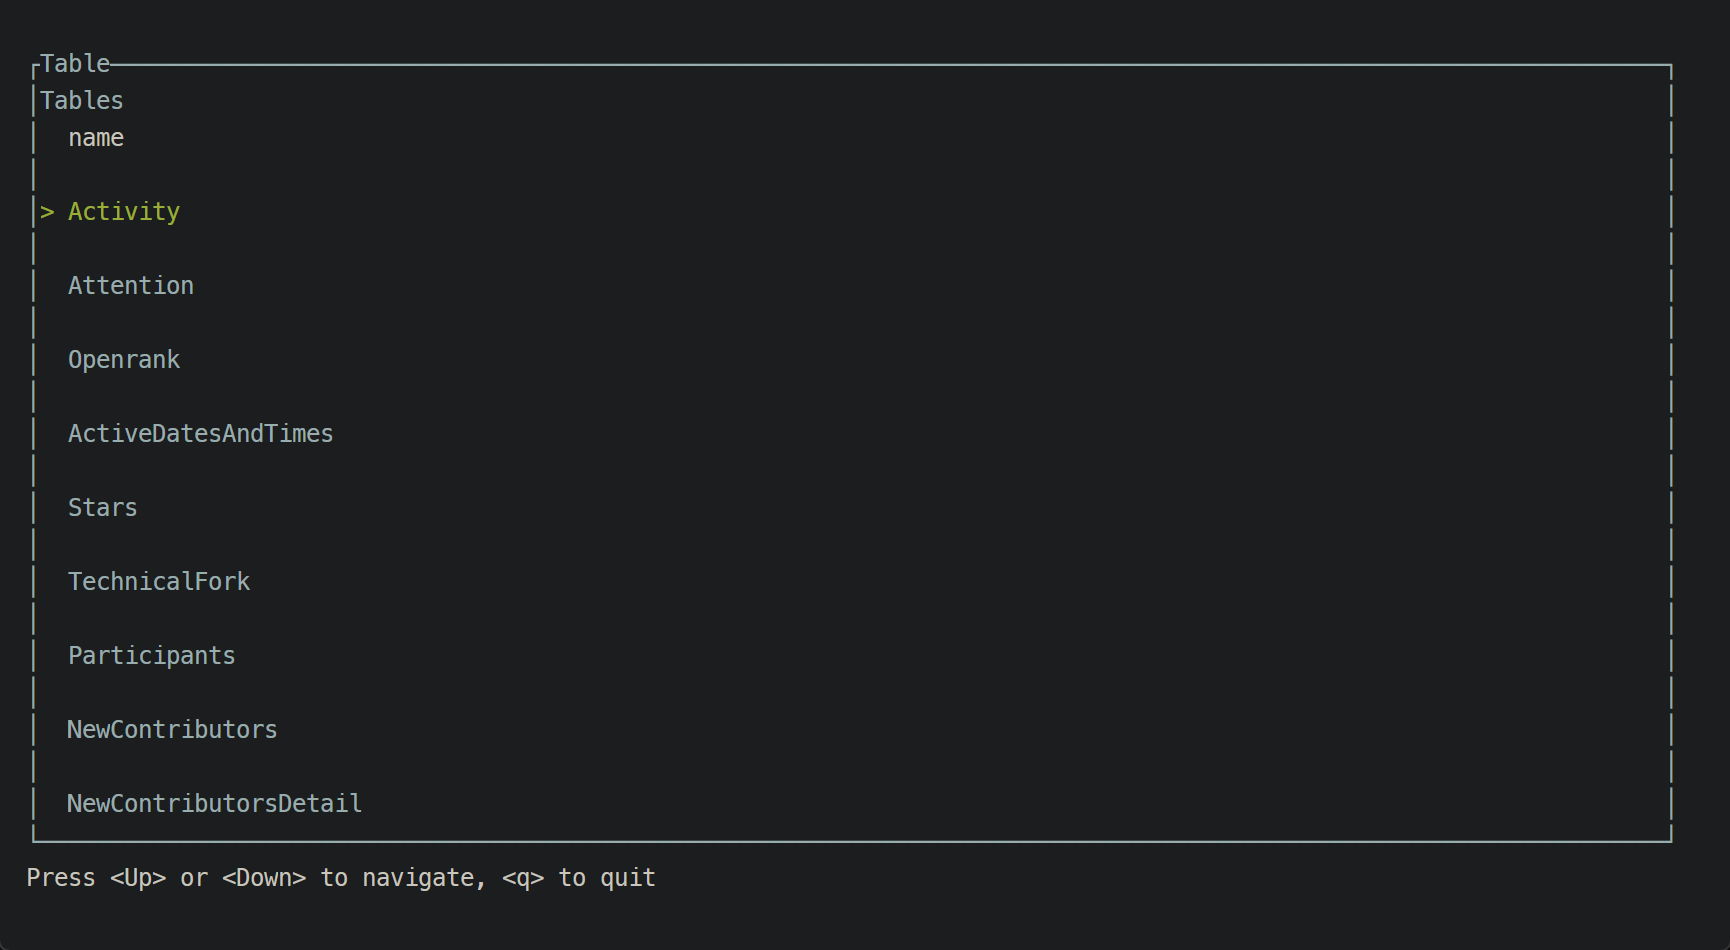 Table
Tables
name
> Activity
Attention
Openrank
ActiveDatesAndTimes
Stars
TechnicalFork
Participants
NewContributors
NewContributorsDetail
Press <Up> or <Down> to navigate, <q> to quit